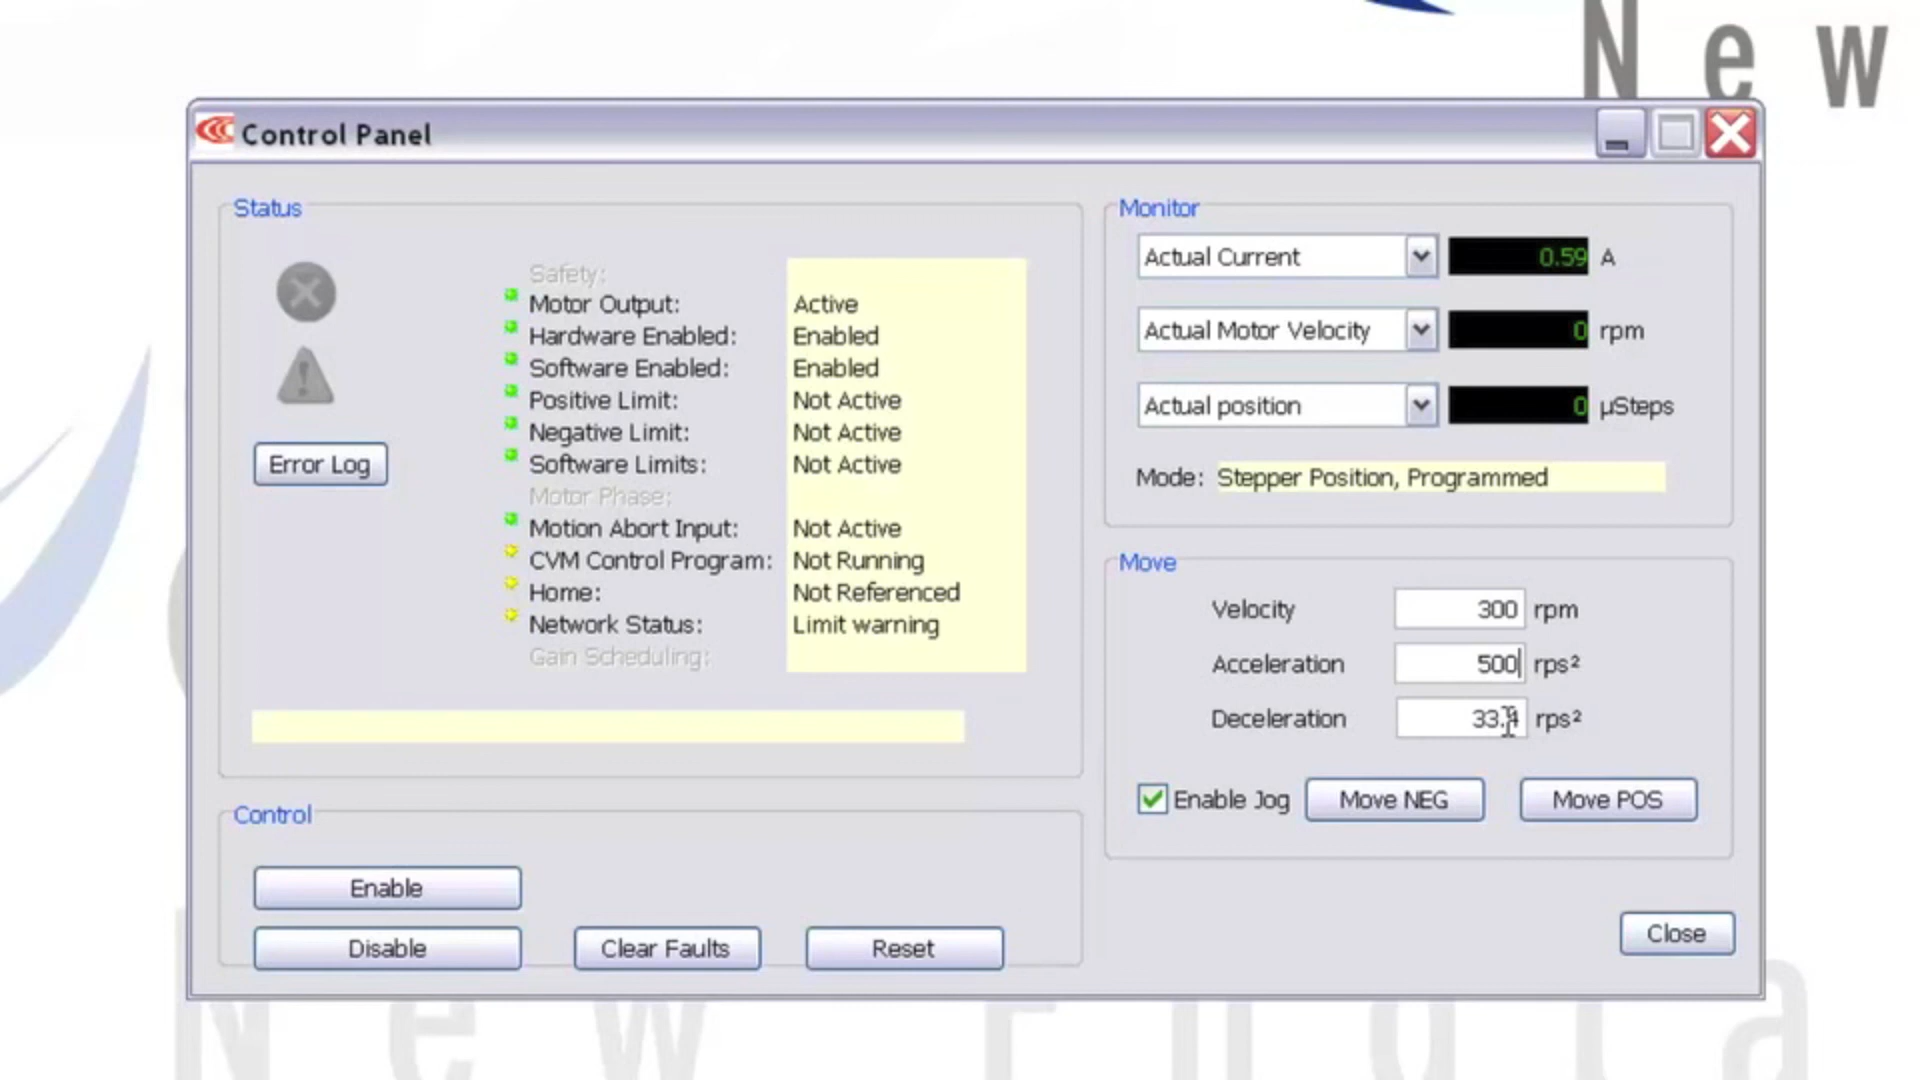 New
Control Panel
Status
Safety:
Motor Output: Active
Hardware Enabled: Enabled
Software Enabled: Enabled
Positive Limit: Not Active
Negative Limit: Not Active
Software Limits: Not Active
Motor Phase:
Motion Abort Input: Not Active
CVM Control Program: Not Running
Home: Not Referenced
Network Status: Limit warning
Gain Scheduling:
Error Log
Monitor
Actual Current 0.59 A
Actual Motor Velocity 0 rpm
Actual position 0 µSteps
Mode: Stepper Position, Programmed
Move
Velocity 300 rpm
Acceleration 500 rps²
Deceleration 33.4 rps²
Enable Jog Move NEG Move POS
Control
Enable
Disable Clear Faults Reset
Close
New